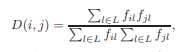 D(i, j) = \frac{\sum_{l \in L} f_{il} f_{jl}}{\sum_{l \in L} f_{il} \sum_{l \in L} f_{jl}},